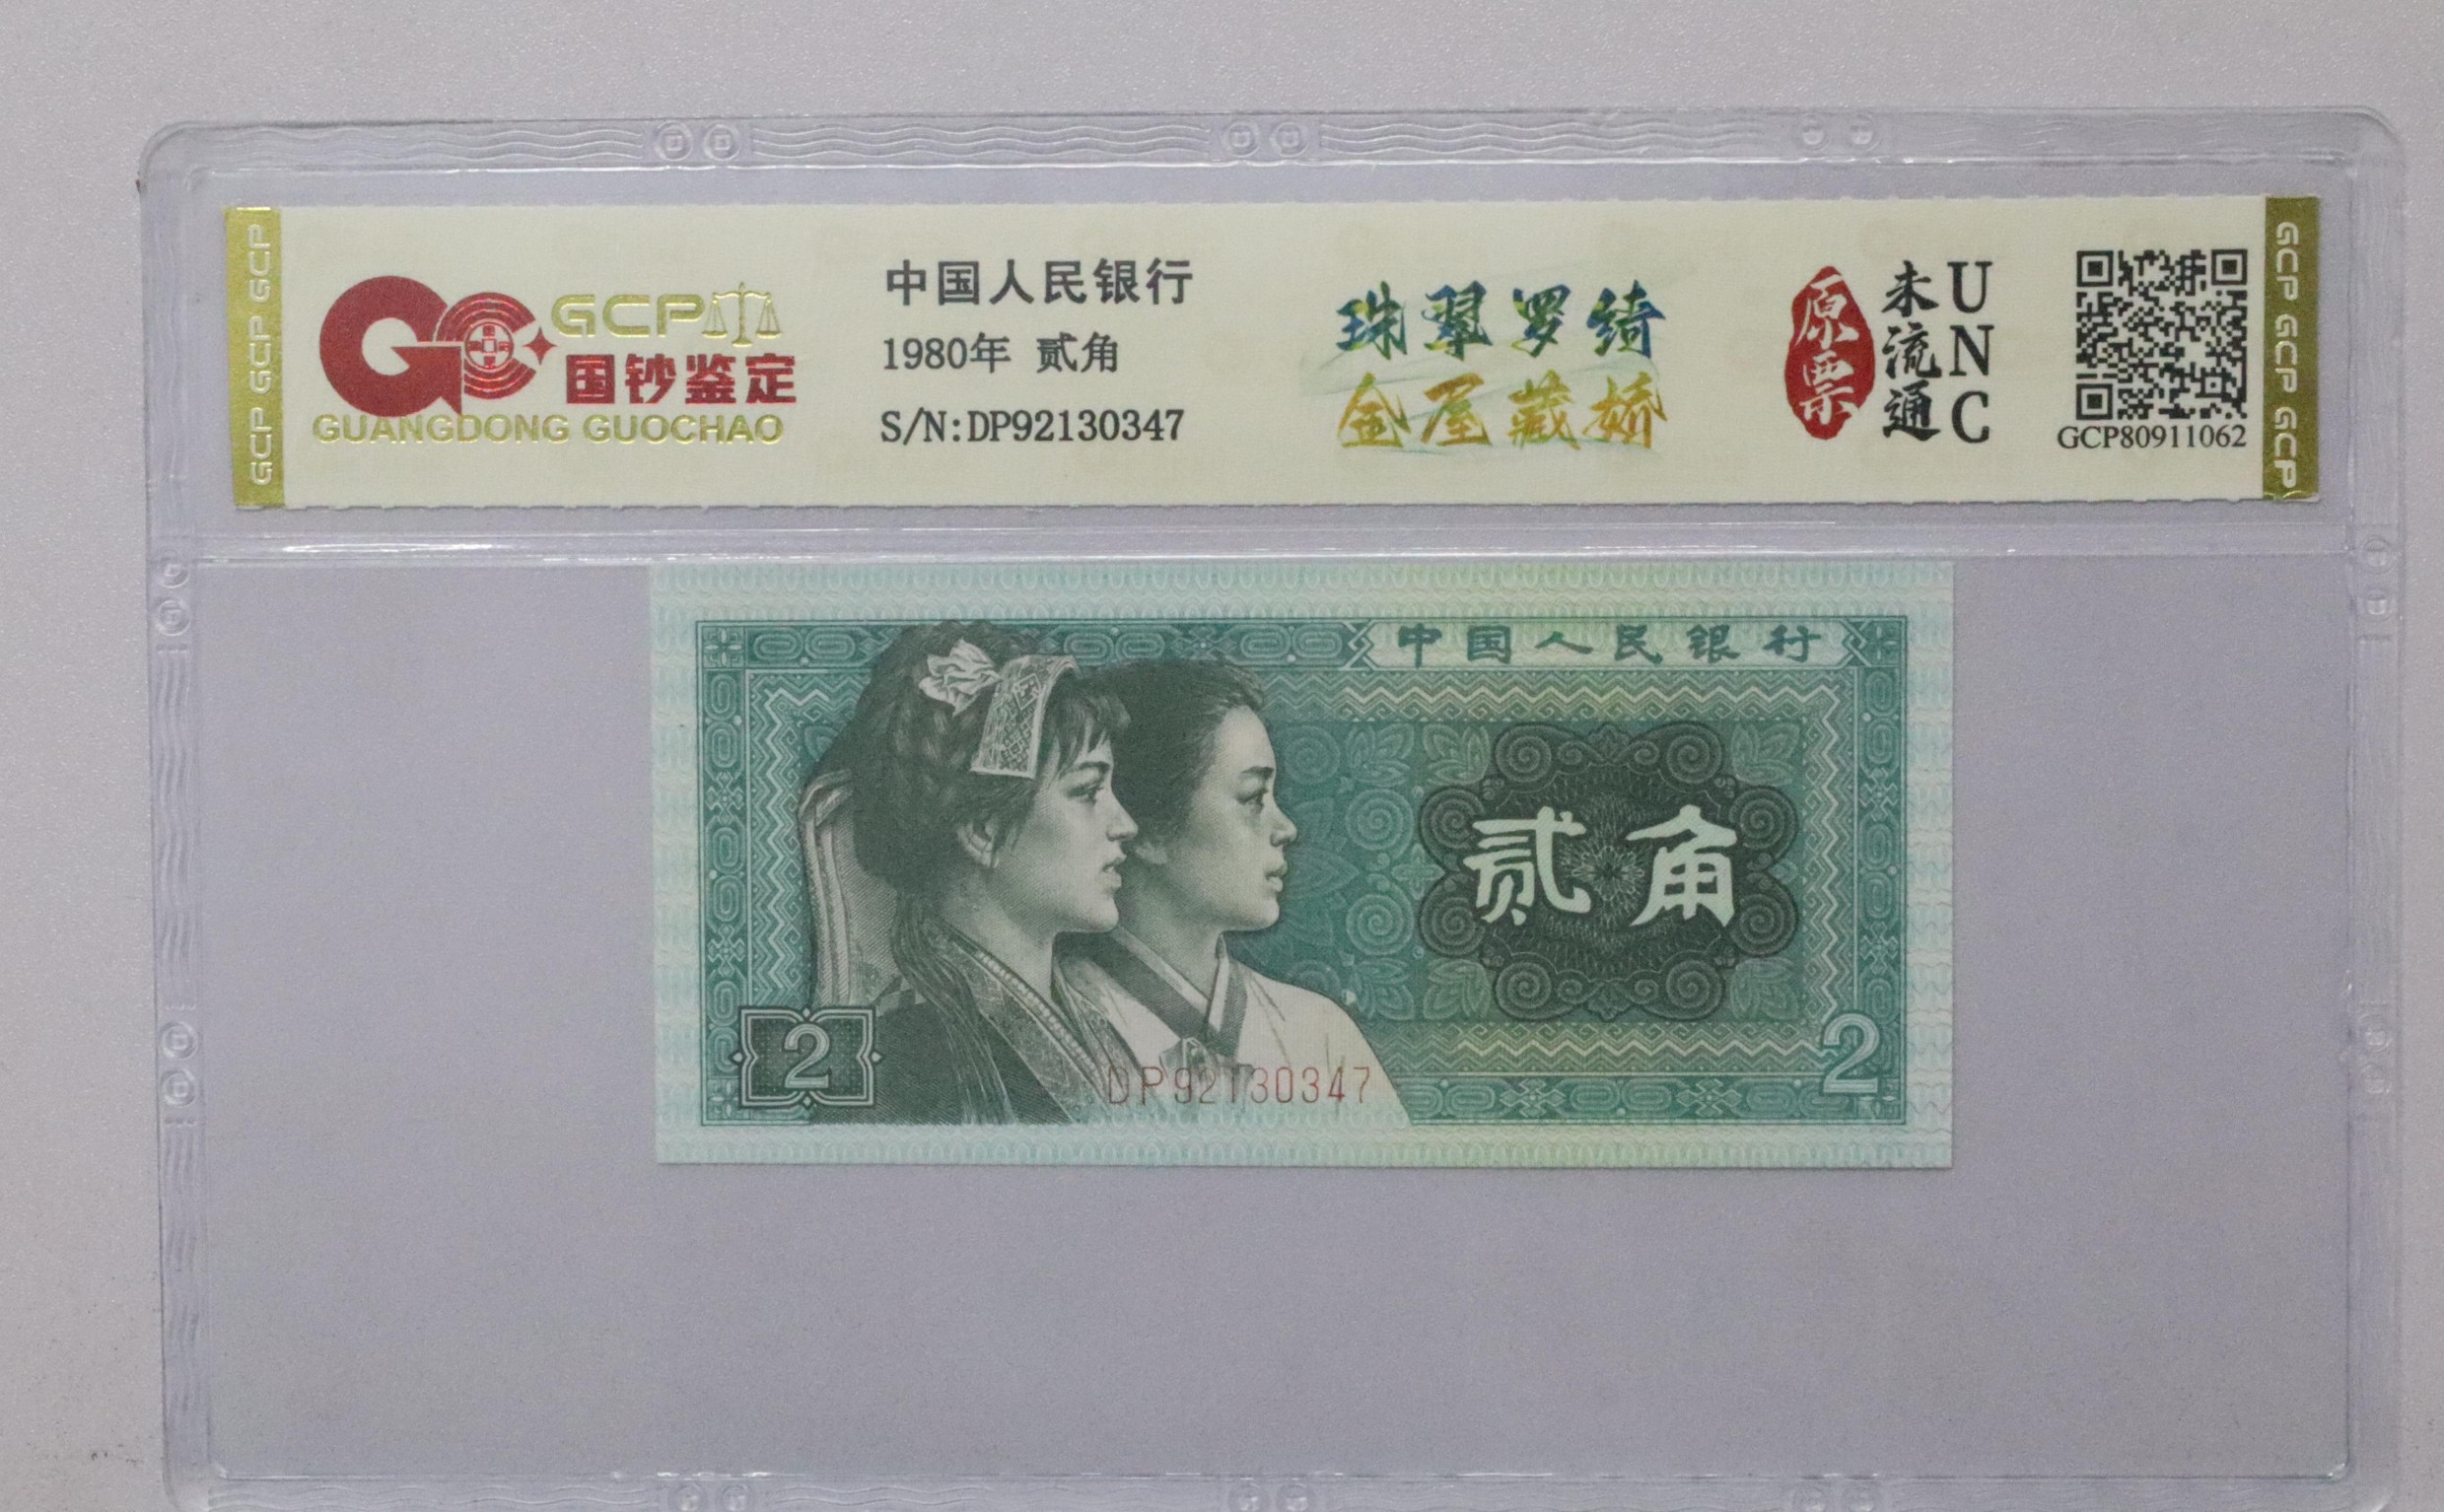 GCP GCP GCP
GCP
国钞鉴定
GUANGDONG GUOCHAO
中国人民银行
1980年 贰角
S/N:DP92130347
珠翠罗绮
金屋藏娇
原票
未流通
UNC
GCP80911062
GCP GCP GCP
中国人民银行
贰角
2
2
DP92130347